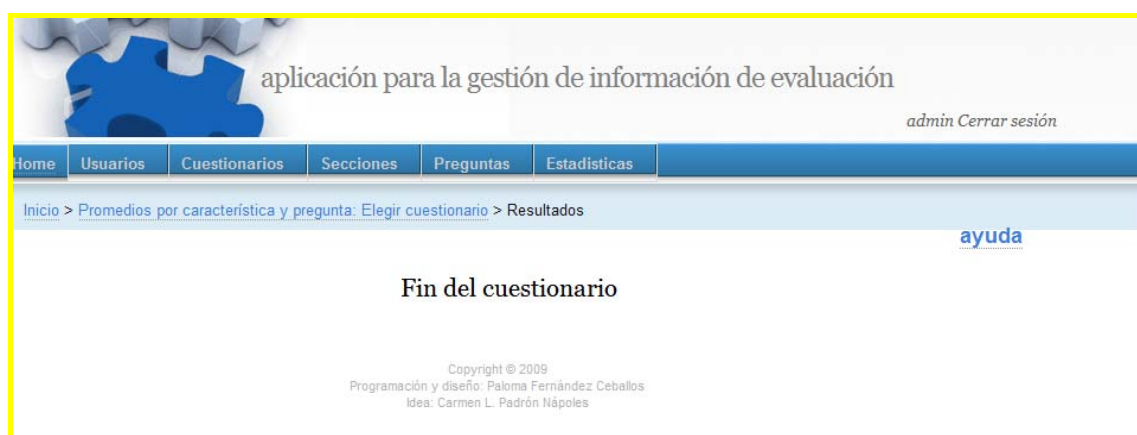 aplicación para la gestión de información de evaluación
admin Cerrar sesión
Home Usuarios Cuestionarios Secciones Preguntas Estadisticas
Inicio > Promedios por característica y pregunta: Elegir cuestionario > Resultados
ayuda
Fin del cuestionario
Copyright © 2009
Programación y diseño: Paloma Fernández Ceballos
Idea: Carmen L. Padrón Nápoles